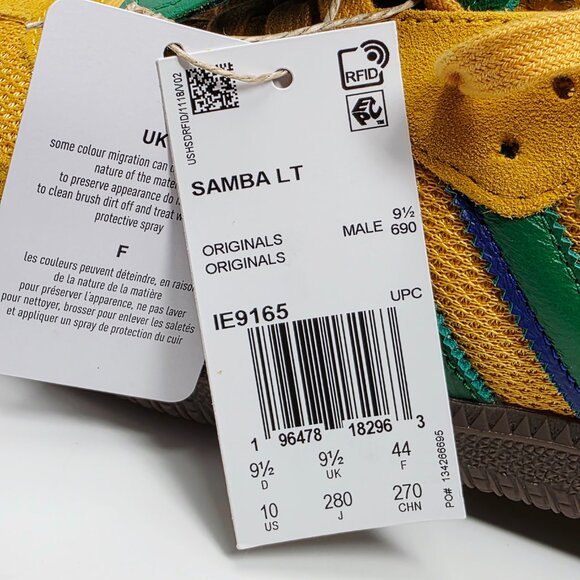 UK
some colour migration can
nature of the mater
to preserve appearance do
to clean brush dirt off and treat w
protective spray
F
les couleurs peuvent déteindre, en raison
de la nature de la matière
pour préserver l'apparence, ne pas laver
pour nettoyer, brosser pour enlever les saletés
et appliquer un spray de protection du cuir
USHSDRFID/1118/V02
RFID
EPC
SAMBA LT
ORIGINALS
ORIGINALS
MALE 9½
690
IE9165
UPC
1 96478 18296 3
9½ 9½ 44
D UK F
10 280 270
US J CHN
PO# 134266695